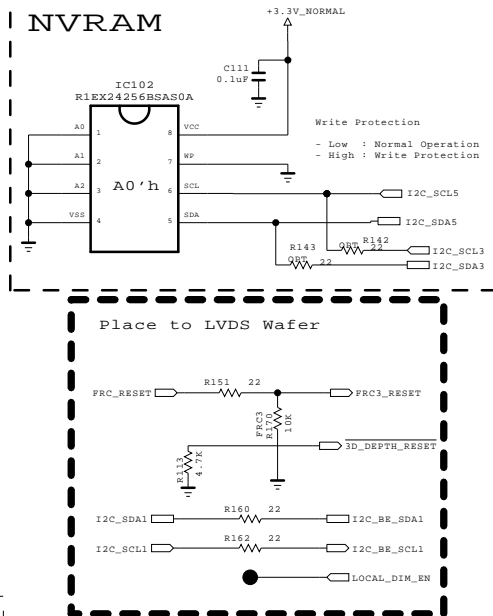 NVRAM
+3.3V_NORMAL
C111
0.1uF
IC102
R1EX24256BSAS0A
A0 1 8 VCC
A1 2 7 WP
A2 3 6 SCL
VSS 4 5 SDA
A0'h
Write Protection
- Low : Normal Operation
- High : Write Protection
I2C_SCL5
I2C_SDA5
R142
OPT 22
I2C_SCL3
R143
OPT 22
I2C_SDA3
Place to LVDS Wafer
FRC_RESET
R151 22
FRC3_RESET
FRC3
R170
10K
3D_DEPTH_RESET
R113
4.7K
I2C_SDA1
R160 22
I2C_BE_SDA1
I2C_SCL1
R162 22
I2C_BE_SCL1
LOCAL_DIM_EN